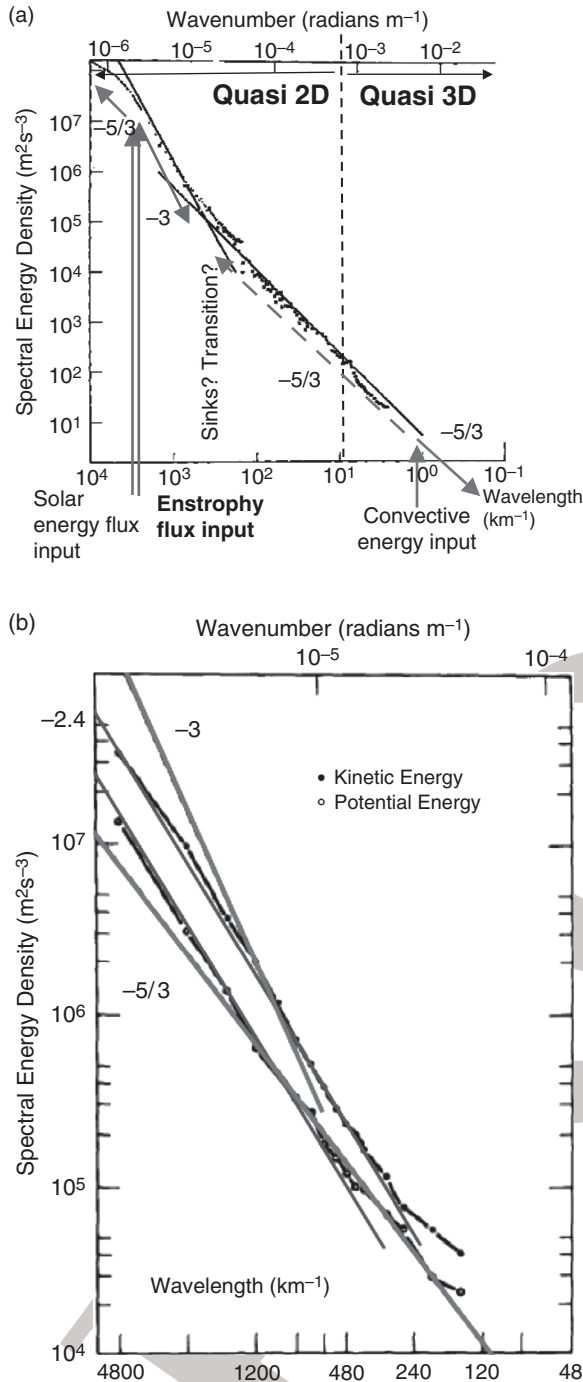 (a)
Wavenumber (radians m⁻¹)
10⁻⁶ 10⁻⁵ 10⁻⁴ 10⁻³ 10⁻²
Quasi 2D Quasi 3D
Spectral Energy Density (m²s⁻³)
10⁷
10⁶
10⁵
10⁴
10³
10²
10¹
−5/3
−3
Sinks? Transition?
−5/3
−5/3
10⁴ 10³ 10² 10¹ 10⁰ 10⁻¹
Solar
energy flux
input
Enstrophy
flux input
Convective
energy input
Wavelength
(km⁻¹)
(b)
Wavenumber (radians m⁻¹)
10⁻⁵ 10⁻⁴
−2.4
−3
Kinetic Energy
Potential Energy
Spectral Energy Density (m²s⁻³)
10⁷
−5/3
10⁶
10⁵
10⁴
Wavelength (km⁻¹)
4800 1200 480 240 120 48